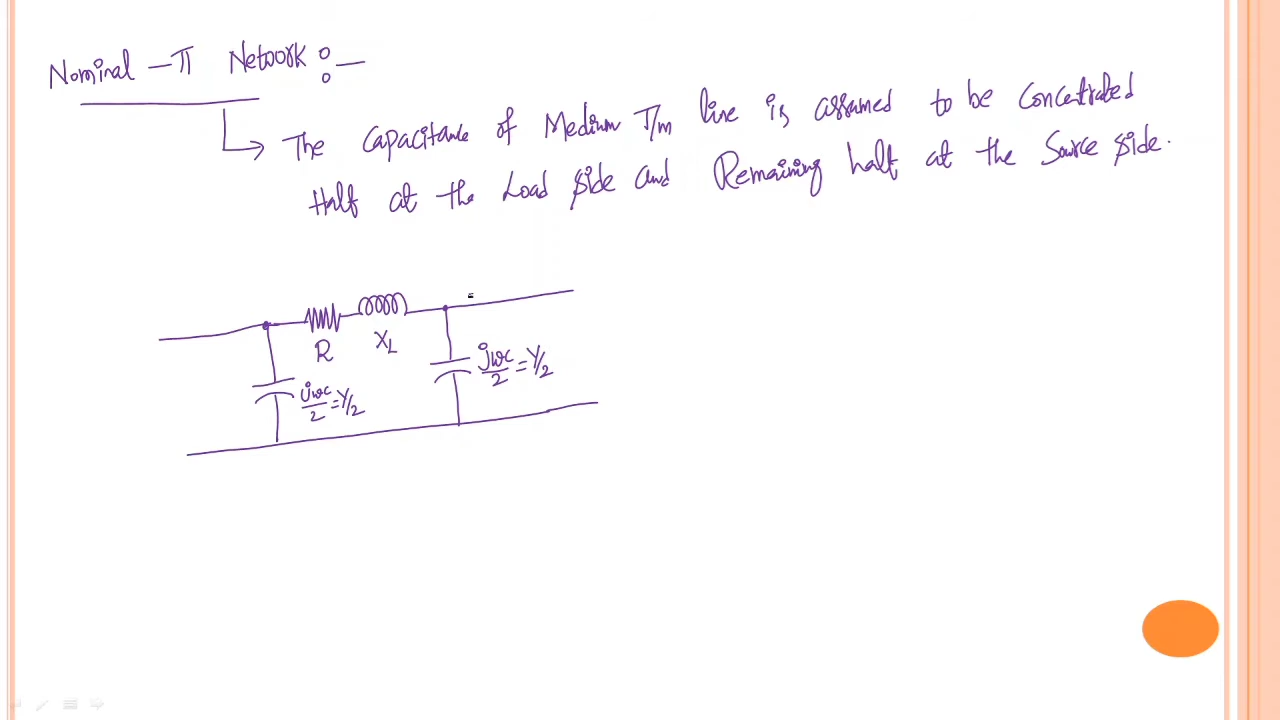 Nominal - π Network :-
→ The Capacitance of Medium T/m line is assamed to be Concentrated
Half at the Load side and Remaining half at the Source side.
R
XL
jωc/2 = Y/2
jωc/2 = Y/2